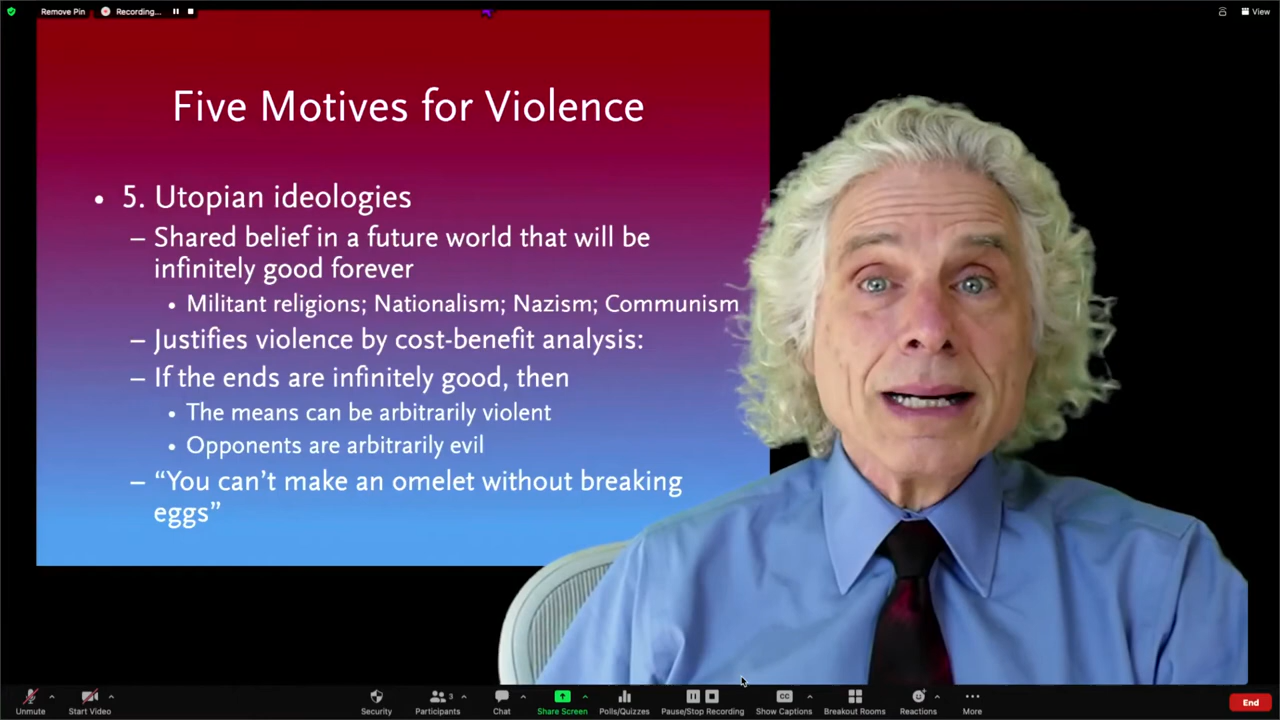 Remove Pin
Recording...
View
Five Motives for Violence
• 5. Utopian ideologies
– Shared belief in a future world that will be
infinitely good forever
• Militant religions; Nationalism; Nazism; Communism
– Justifies violence by cost-benefit analysis:
– If the ends are infinitely good, then
• The means can be arbitrarily violent
• Opponents are arbitrarily evil
– “You can’t make an omelet without breaking
eggs”
Unmute
Start Video
Security
Participants
3
Chat
Share Screen
Polls/Quizzes
Pause/Stop Recording
CC
Show Captions
Breakout Rooms
Reactions
More
End